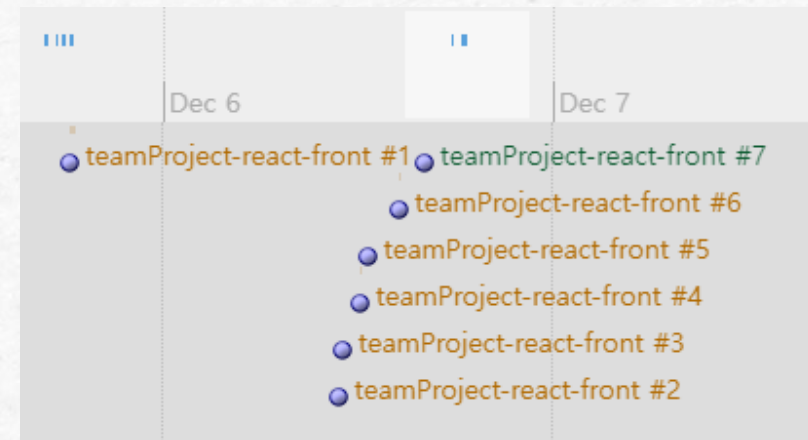 Dec 6
Dec 7
teamProject-react-front #1
teamProject-react-front #7
teamProject-react-front #6
teamProject-react-front #5
teamProject-react-front #4
teamProject-react-front #3
teamProject-react-front #2